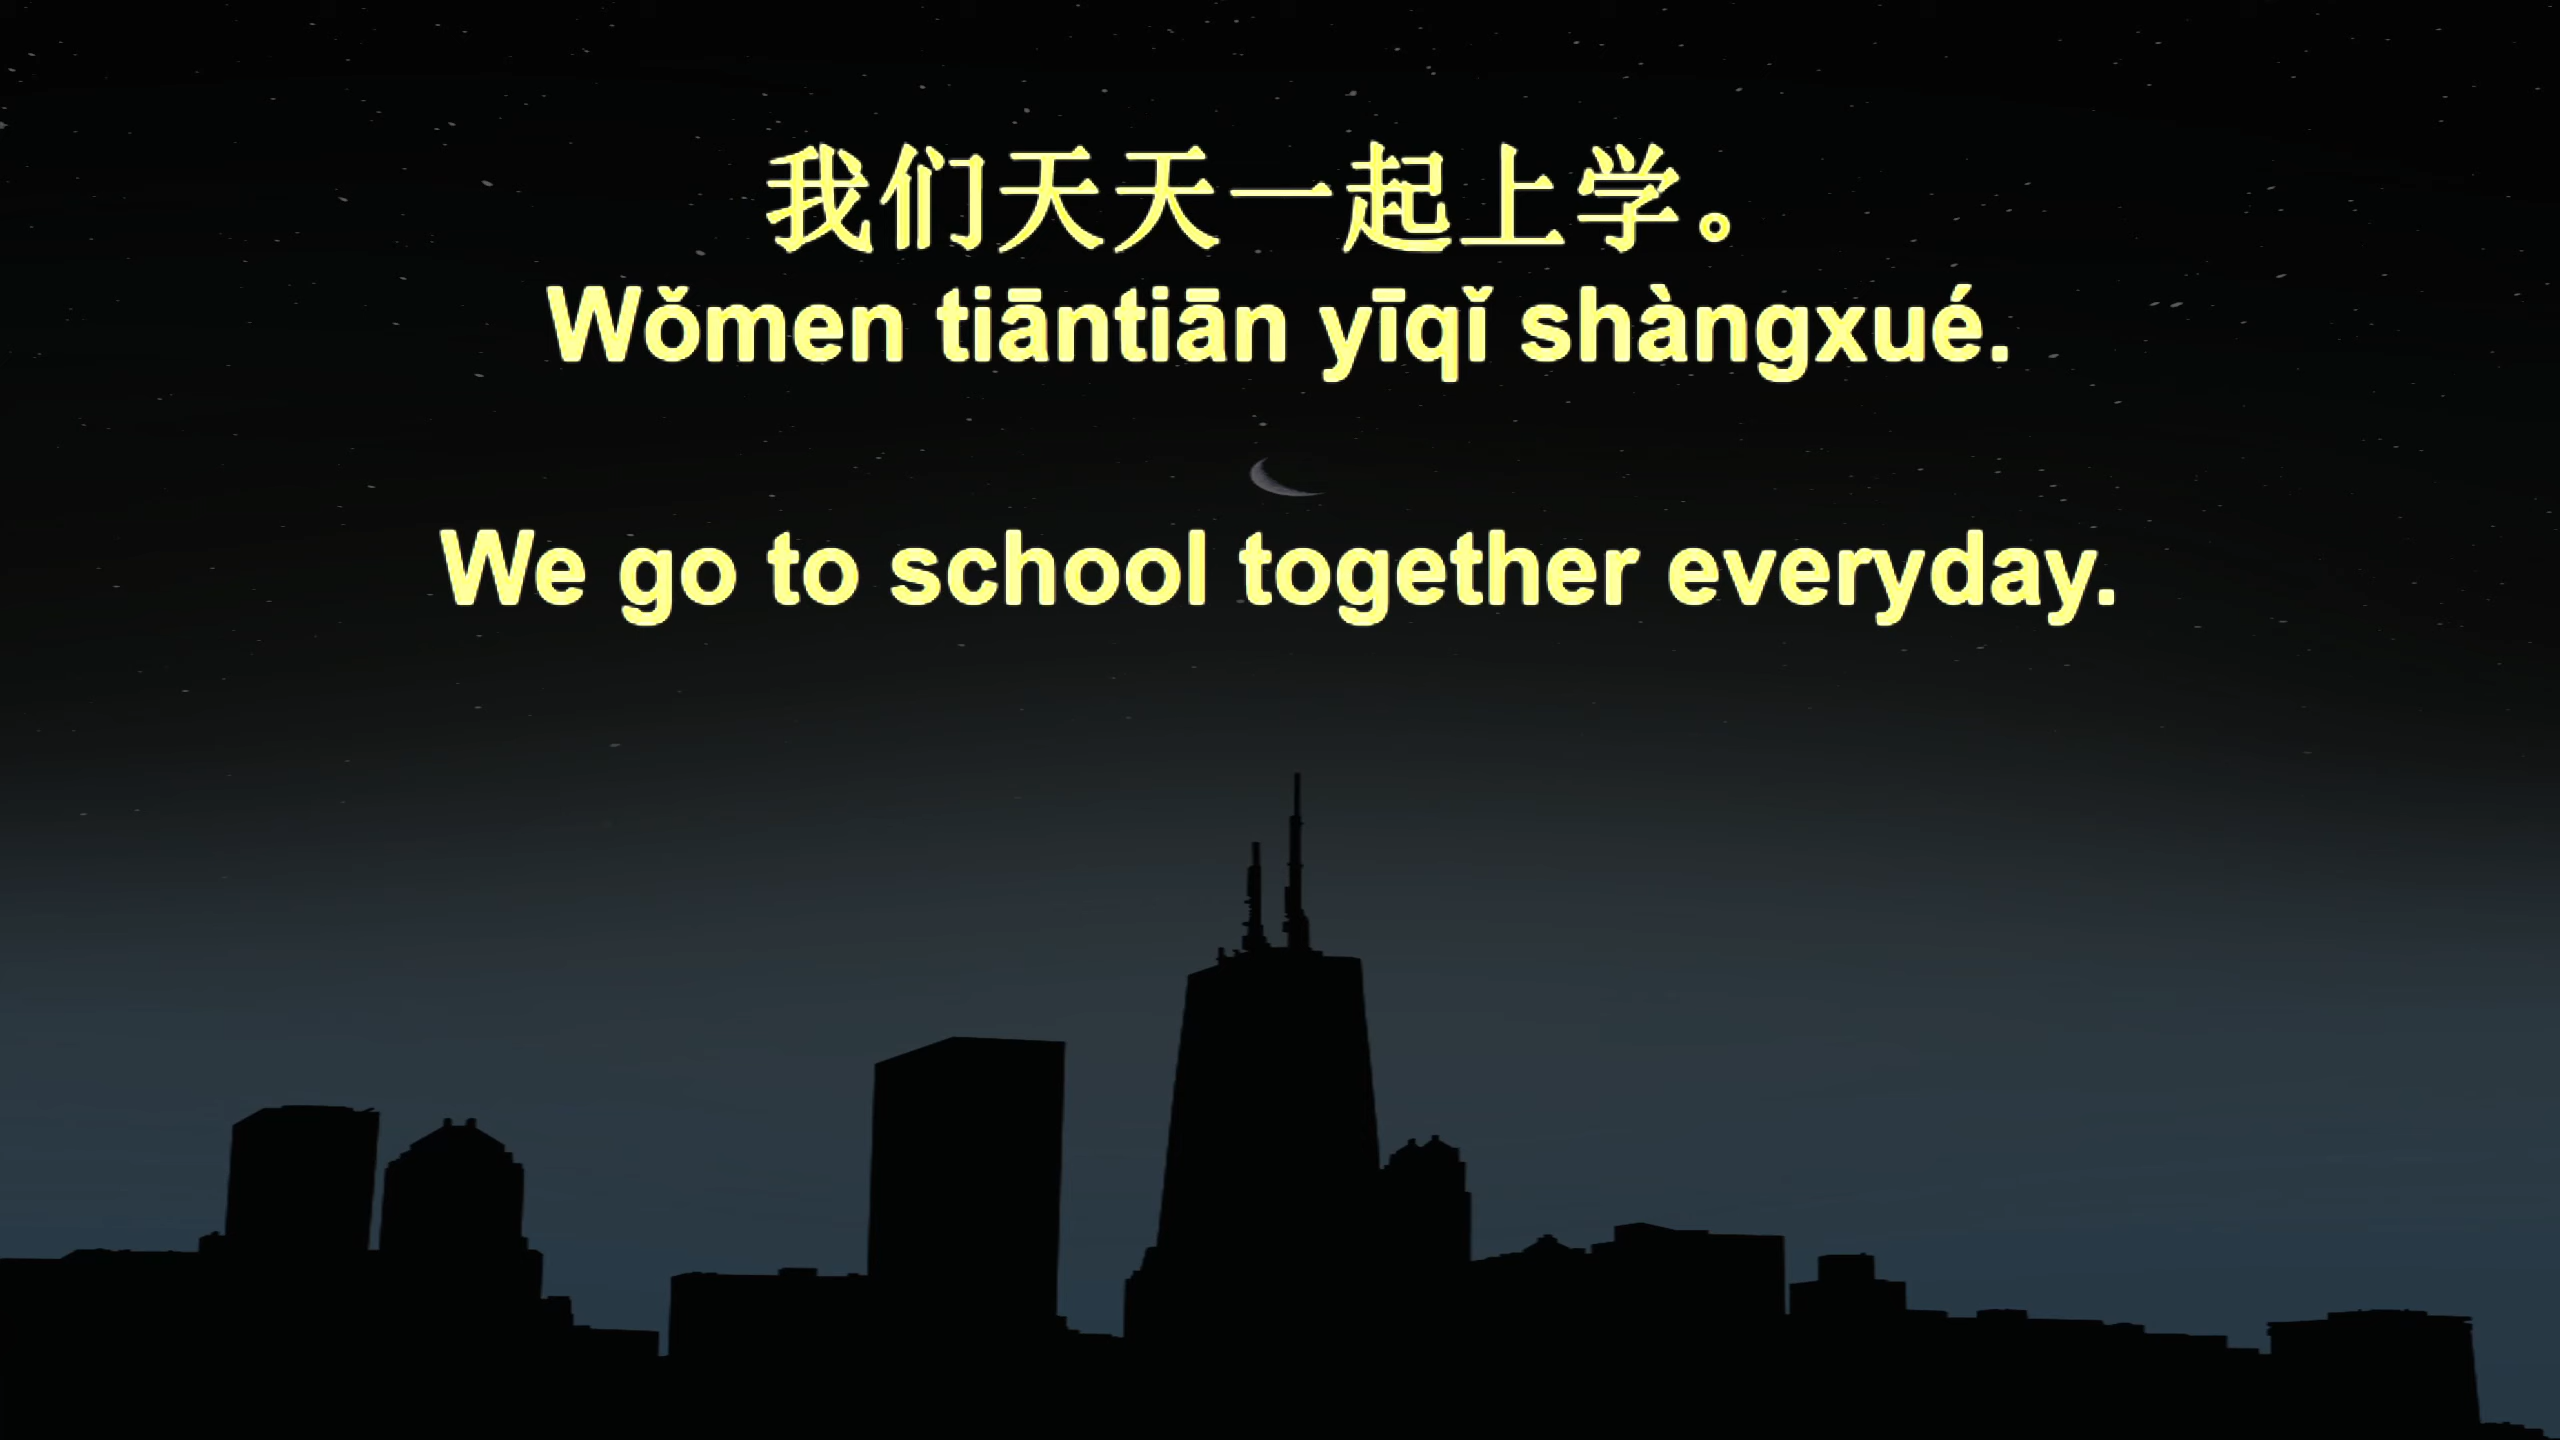 我们天天一起上学。
Wǒmen tiāntiān yīqǐ shàngxué.
We go to school together everyday.